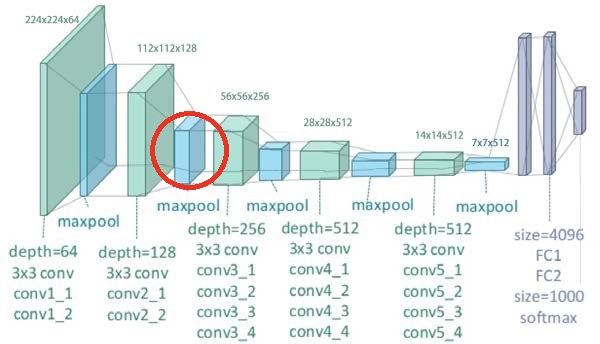 224x224x64
112x112x128
56x56x256
28x28x512
14x14x512
7x7x512
maxpool
maxpool
maxpool
maxpool
maxpool
depth=64
3x3 conv
conv1_1
conv1_2
depth=128
3x3 conv
conv2_1
conv2_2
depth=256
3x3 conv
conv3_1
conv3_2
conv3_3
conv3_4
depth=512
3x3 conv
conv4_1
conv4_2
conv4_3
conv4_4
depth=512
3x3 conv
conv5_1
conv5_2
conv5_3
conv5_4
size=4096
FC1
FC2
size=1000
softmax